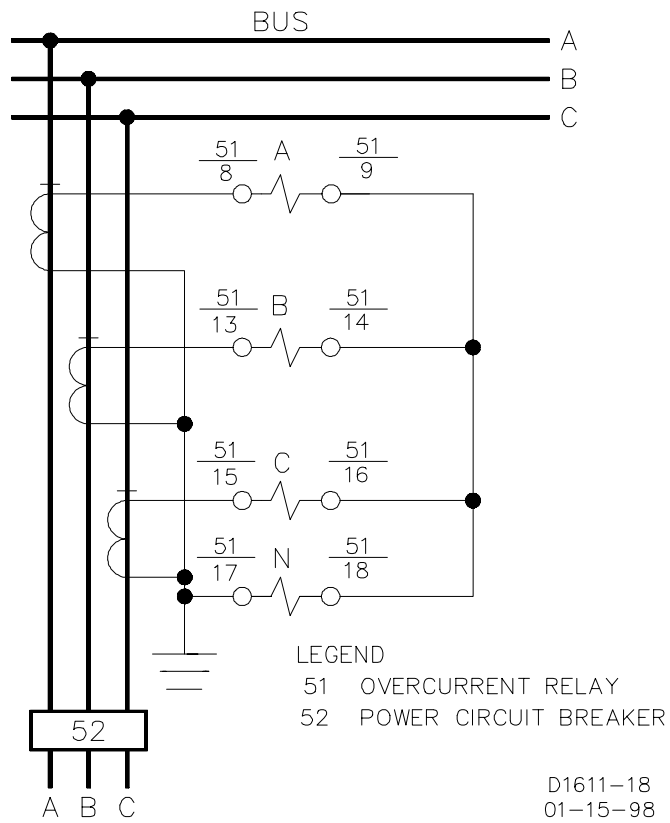 BUS
A
B
C
51 A 51
8 9
51 B 51
13 14
51 C 51
15 16
51 N 51
17 18
LEGEND
51 OVERCURRENT RELAY
52 POWER CIRCUIT BREAKER
52
A B C
D1611-18
01-15-98